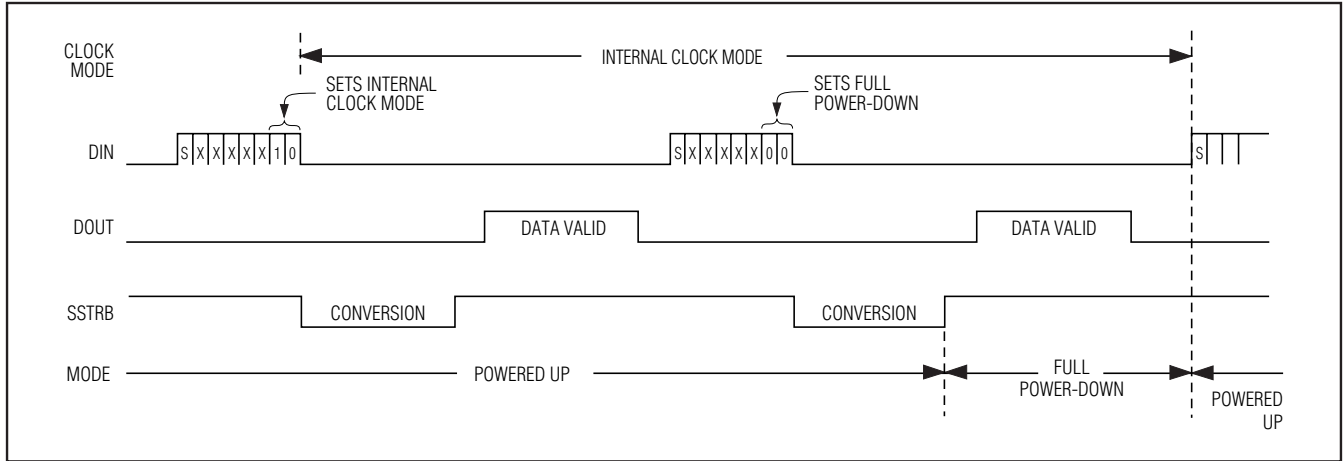 CLOCK
MODE
INTERNAL CLOCK MODE
SETS INTERNAL
CLOCK MODE
SETS FULL
POWER-DOWN
DIN
S X X X X X 1 0
S X X X X X 0 0
S
DOUT
DATA VALID
DATA VALID
SSTRB
CONVERSION
CONVERSION
MODE
POWERED UP
FULL
POWER-DOWN
POWERED
UP